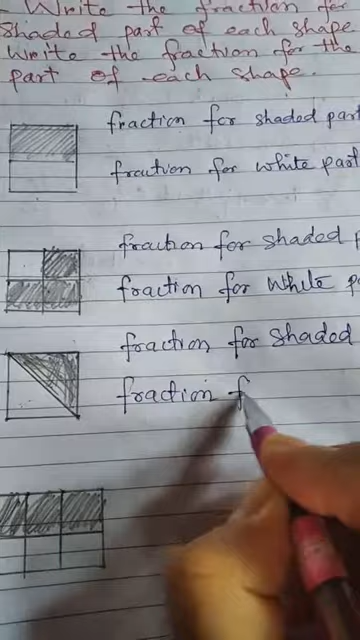 - Write the fraction for
Shaded part of each shape
Write the fraction for the
part of each shape.
fraction for shaded part
fraction for white part
fraction for shaded
fraction for white
fraction for shaded
fraction f